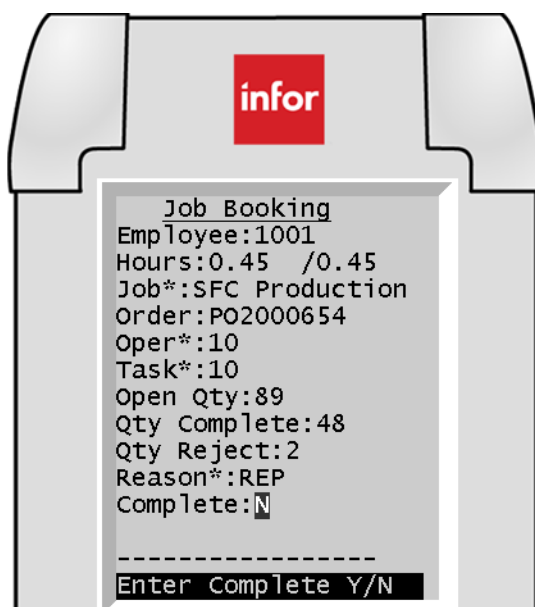 infor
Job Booking
Employee:1001
Hours:0.45  /0.45
Job*:SFC Production
Order:PO2000654
Oper*:10
Task*:10
Open Qty:89
Qty Complete:48
Qty Reject:2
Reason*:REP
Complete:N
-----------------
Enter Complete Y/N